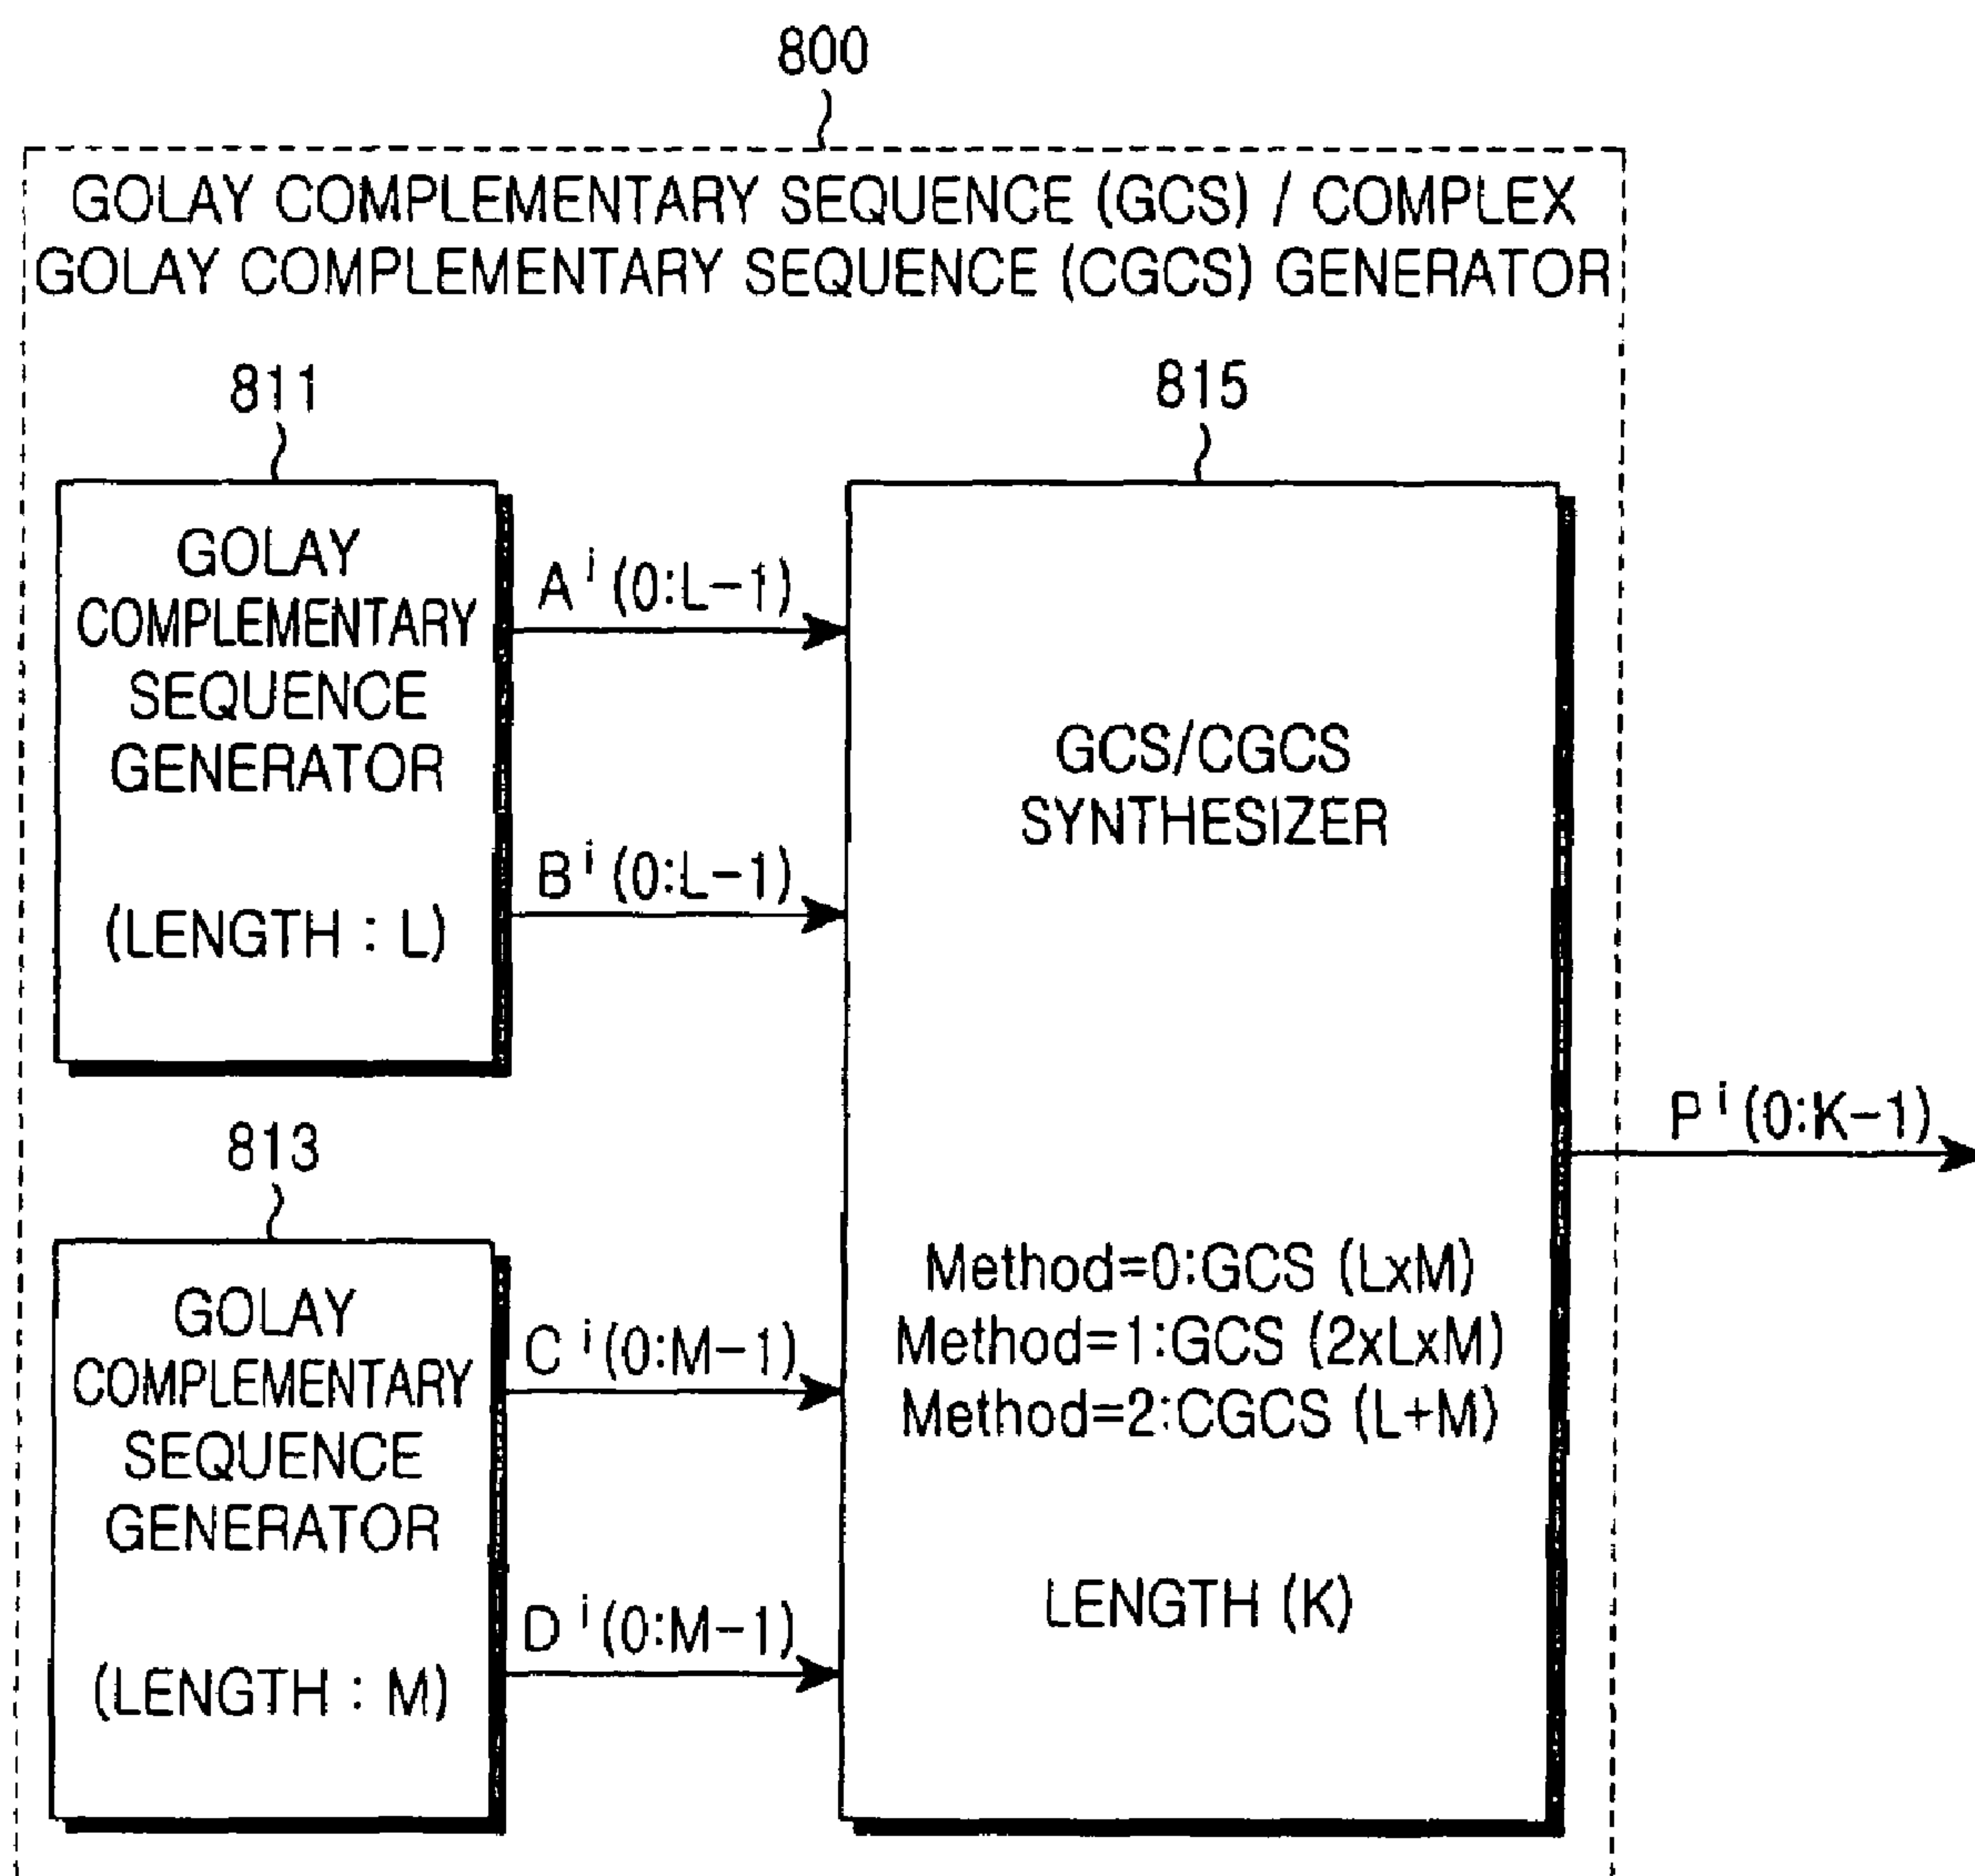 800
GOLAY COMPLEMENTARY SEQUENCE (GCS) / COMPLEX
GOLAY COMPLEMENTARY SEQUENCE (CGCS) GENERATOR
811
GOLAY
COMPLEMENTARY
SEQUENCE
GENERATOR
(LENGTH : L)
A^i (0:L-1)
B^i (0:L-1)
813
GOLAY
COMPLEMENTARY
SEQUENCE
GENERATOR
(LENGTH : M)
C^i (0:M-1)
D^i (0:M-1)
815
GCS/CGCS
SYNTHESIZER
Method=0:GCS (LxM)
Method=1:GCS (2xLxM)
Method=2:CGCS (L+M)
LENGTH (K)
P^i (0:K-1)